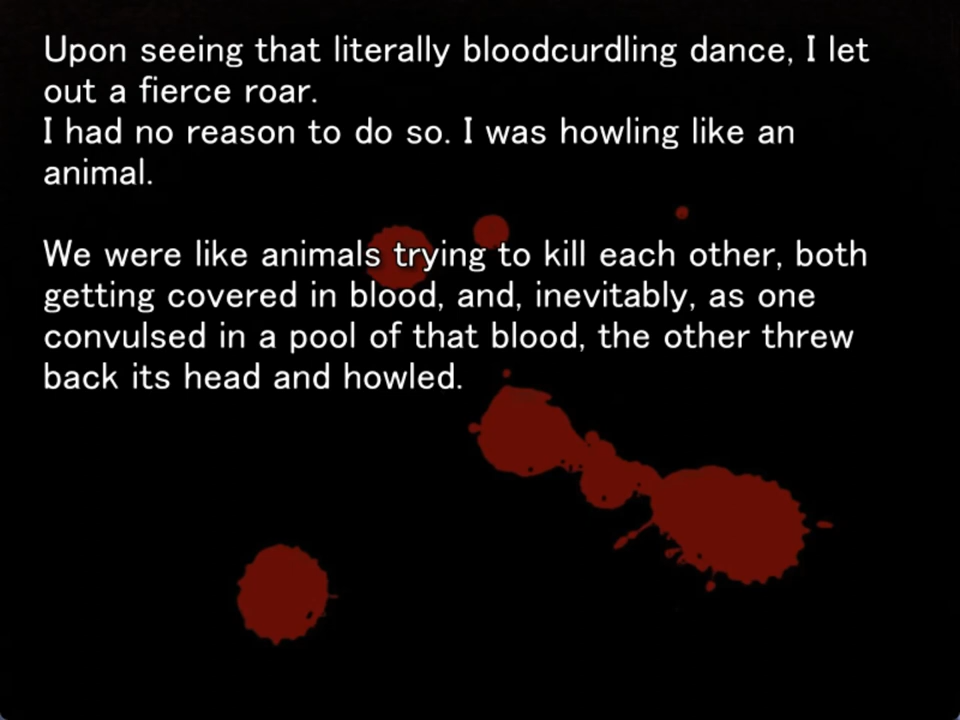 Upon seeing that literally bloodcurdling dance, I let
out a fierce roar.
I had no reason to do so. I was howling like an
animal.
We were like animals trying to kill each other, both
getting covered in blood, and, inevitably, as one
convulsed in a pool of that blood, the other threw
back its head and howled.